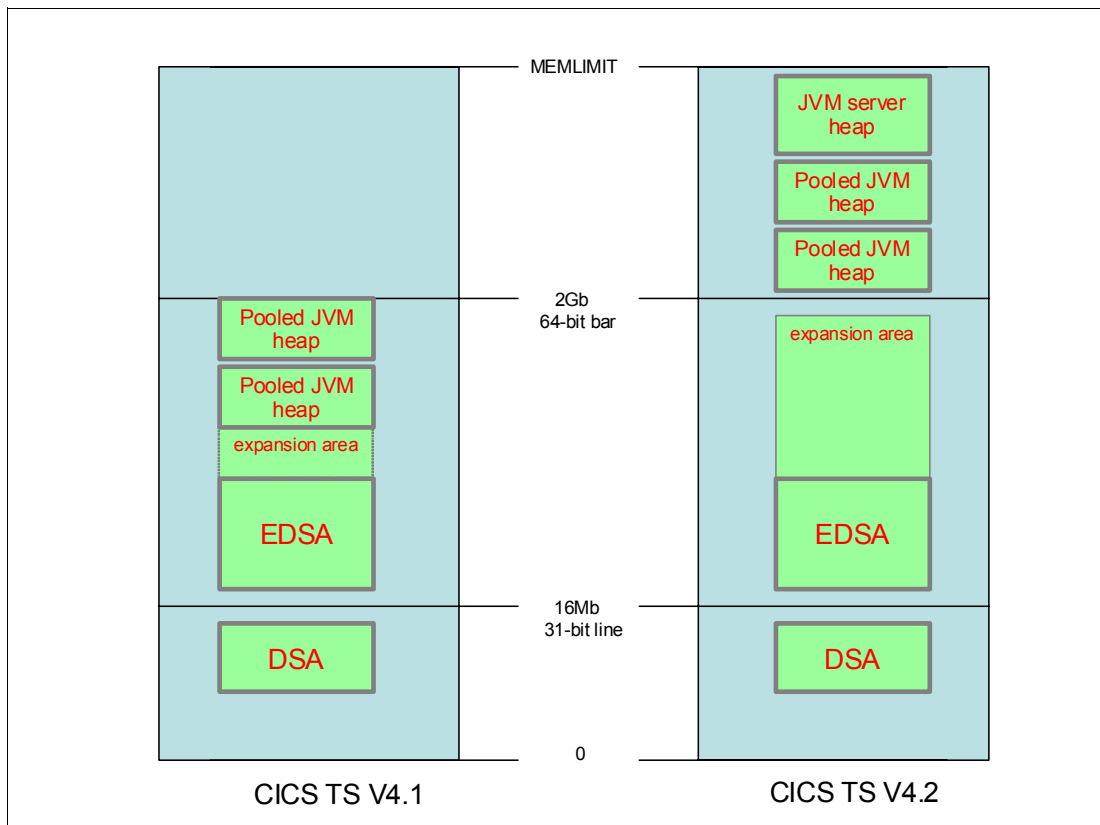 MEMLIMIT
JVM server
heap
Pooled JVM
heap
Pooled JVM
heap
2Gb
64-bit bar
Pooled JVM
heap
Pooled JVM
heap
expansion area
EDSA
expansion area
EDSA
16Mb
31-bit line
DSA
DSA
0
CICS TS V4.1
CICS TS V4.2